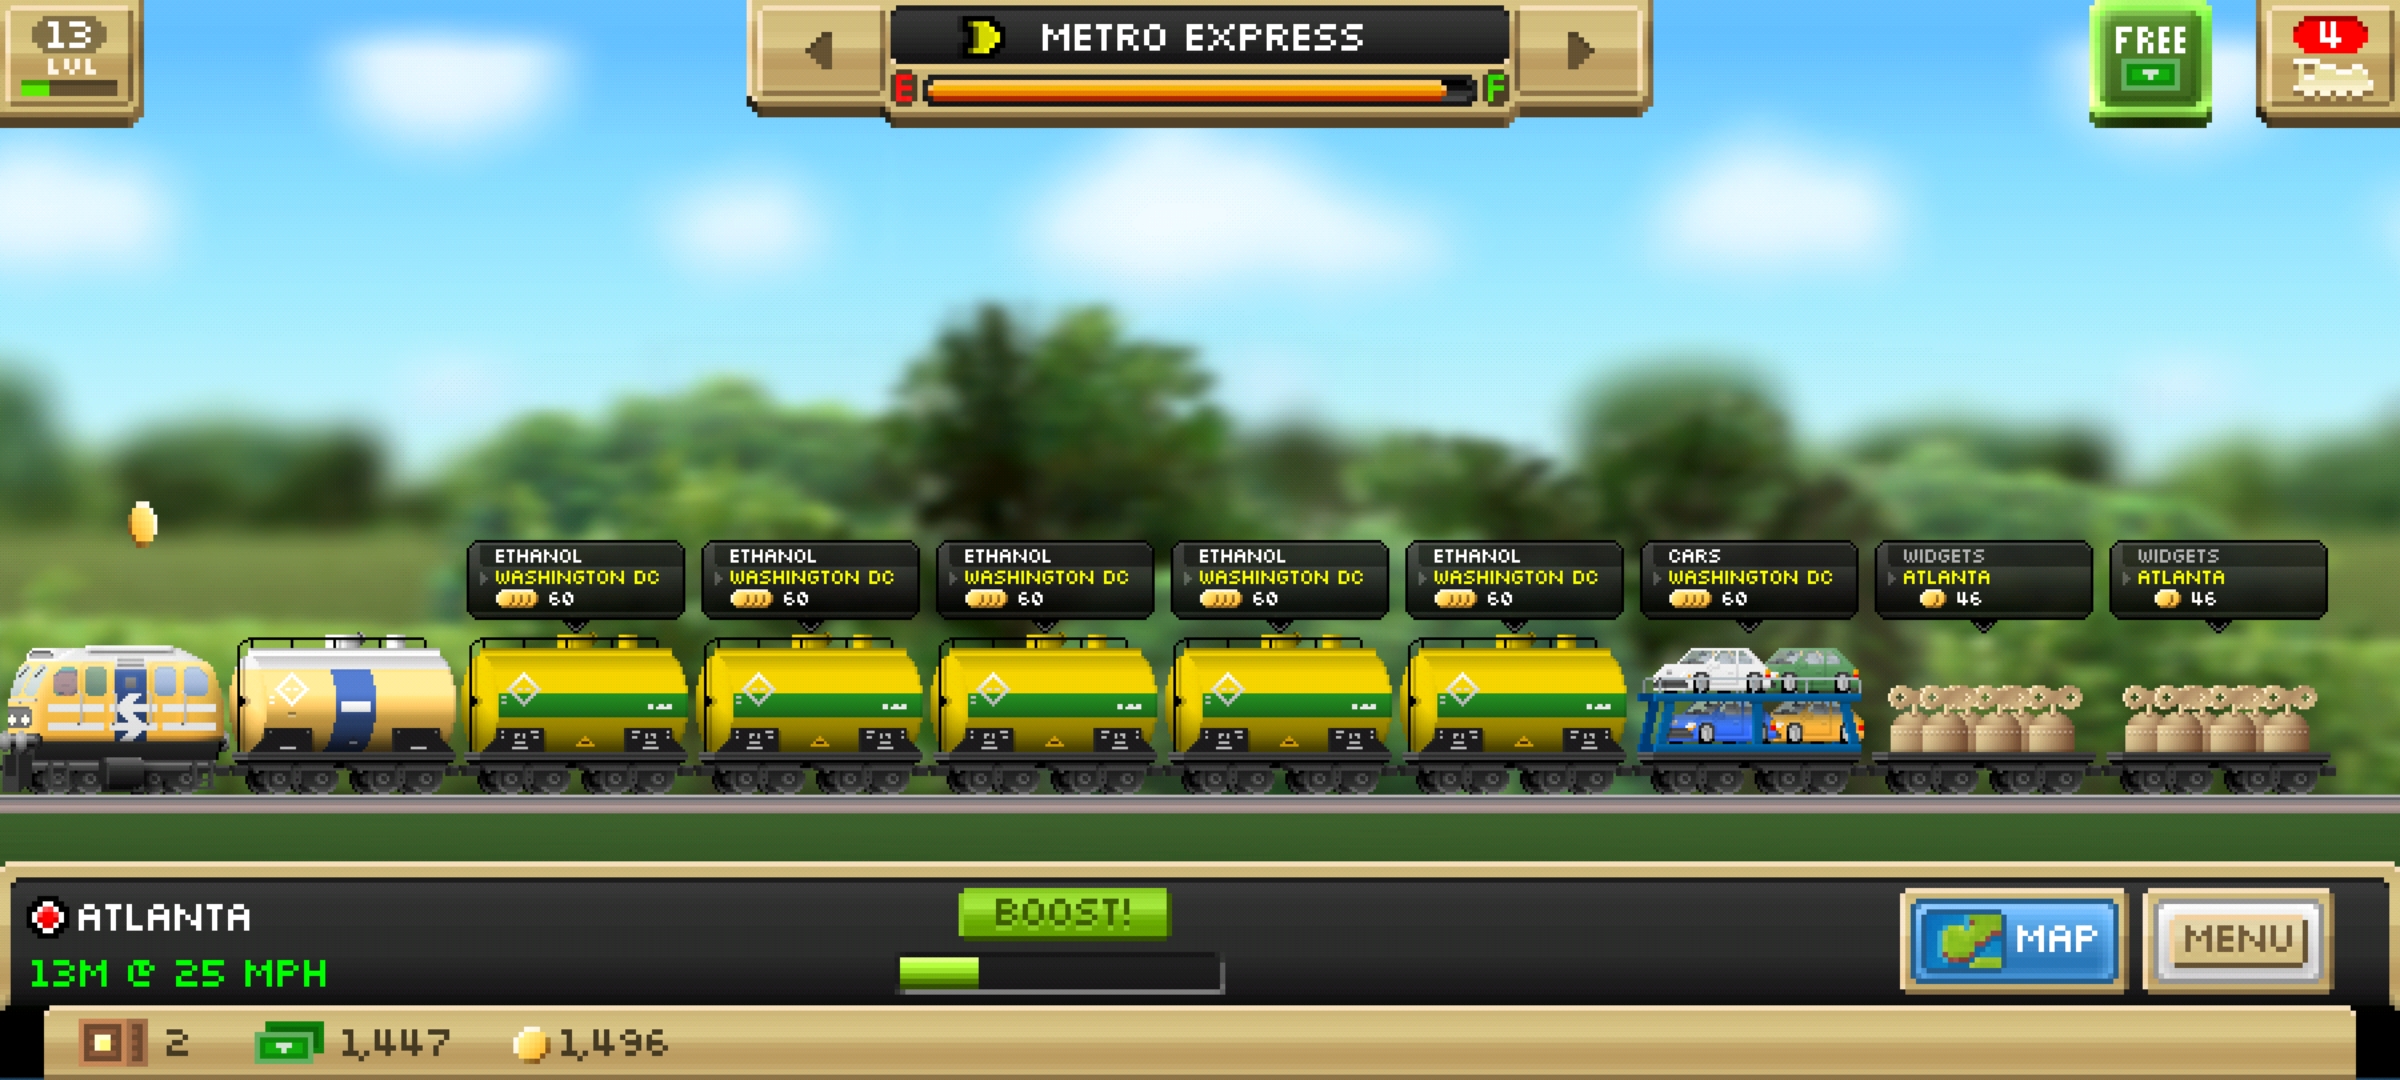 13
LVL
METRO EXPRESS
E F
FREE
4
ETHANOL
WASHINGTON DC
60
ETHANOL
WASHINGTON DC
60
ETHANOL
WASHINGTON DC
60
ETHANOL
WASHINGTON DC
60
ETHANOL
WASHINGTON DC
60
CARS
WASHINGTON DC
60
WIDGETS
ATLANTA
46
WIDGETS
ATLANTA
46
ATLANTA
13M @ 25 MPH
BOOST!
MAP
MENU
2 1,447 1,496